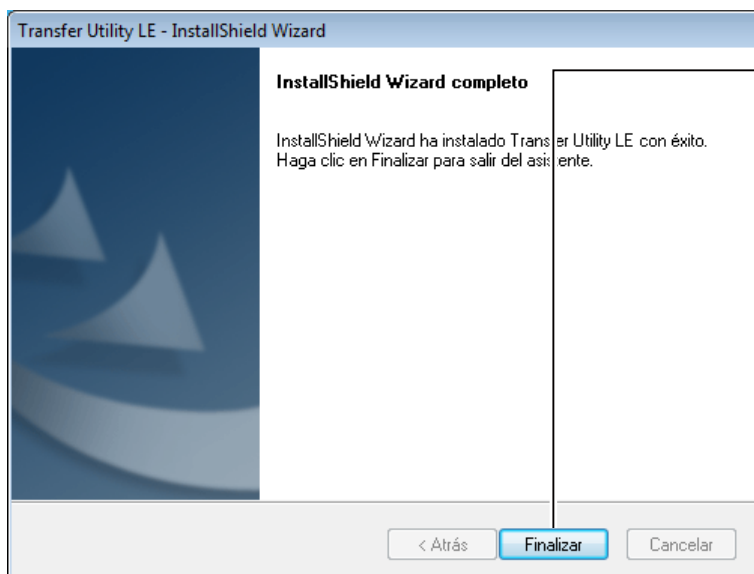 Transfer Utility LE - InstallShield Wizard
InstallShield Wizard completo
InstallShield Wizard ha instalado Transfer Utility LE con éxito.
Haga clic en Finalizar para salir del asistente.
< Atrás Finalizar Cancelar